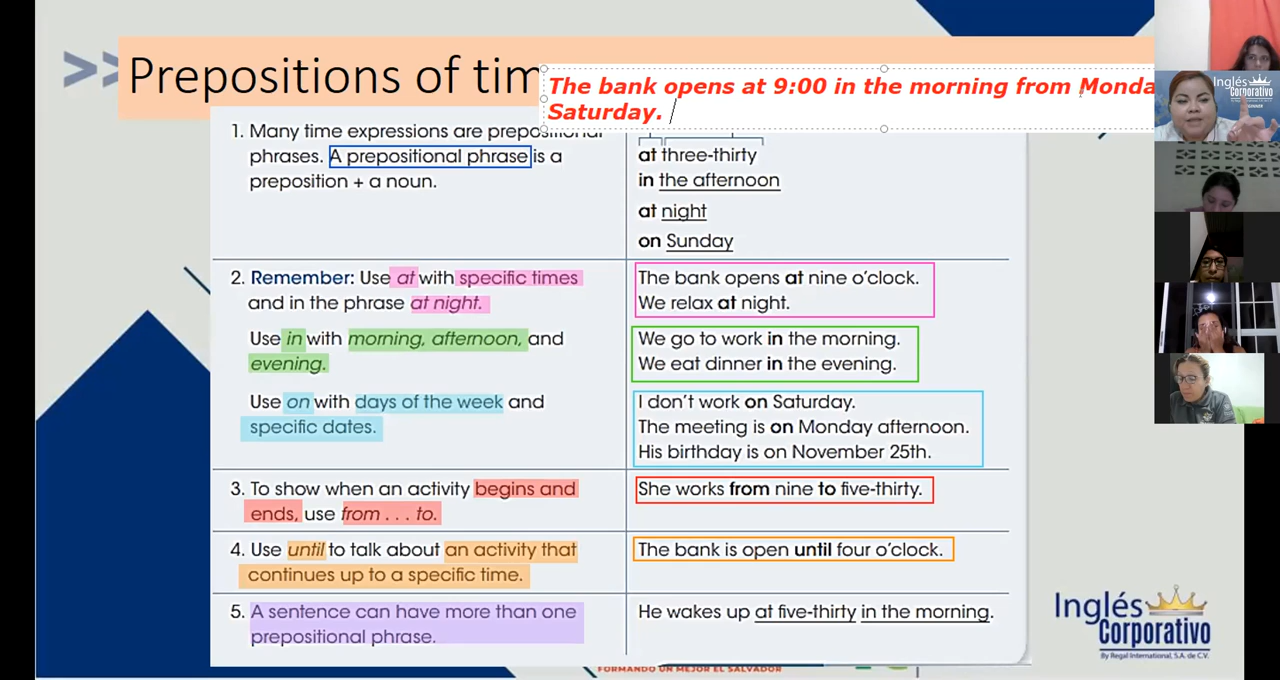 Prepositions of tim
The bank opens at 9:00 in the morning from Monda
Saturday.
1. Many time expressions are prepositional
phrases. A prepositional phrase is a
preposition + a noun.
at three-thirty
in the afternoon
at night
on Sunday
2. Remember: Use at with specific times
and in the phrase at night.
The bank opens at nine o'clock.
We relax at night.
Use in with morning, afternoon, and
evening.
We go to work in the morning.
We eat dinner in the evening.
Use on with days of the week and
specific dates.
I don't work on Saturday.
The meeting is on Monday afternoon.
His birthday is on November 25th.
3. To show when an activity begins and
ends, use from . . . to.
She works from nine to five-thirty.
4. Use until to talk about an activity that
continues up to a specific time.
The bank is open until four o'clock.
5. A sentence can have more than one
prepositional phrase.
He wakes up at five-thirty in the morning.
Inglés
Corporativo
By Regal International, S.A. de C.V.
FORMANDO UN MEJOR EL SALVADOR
Inglés
Corporativo